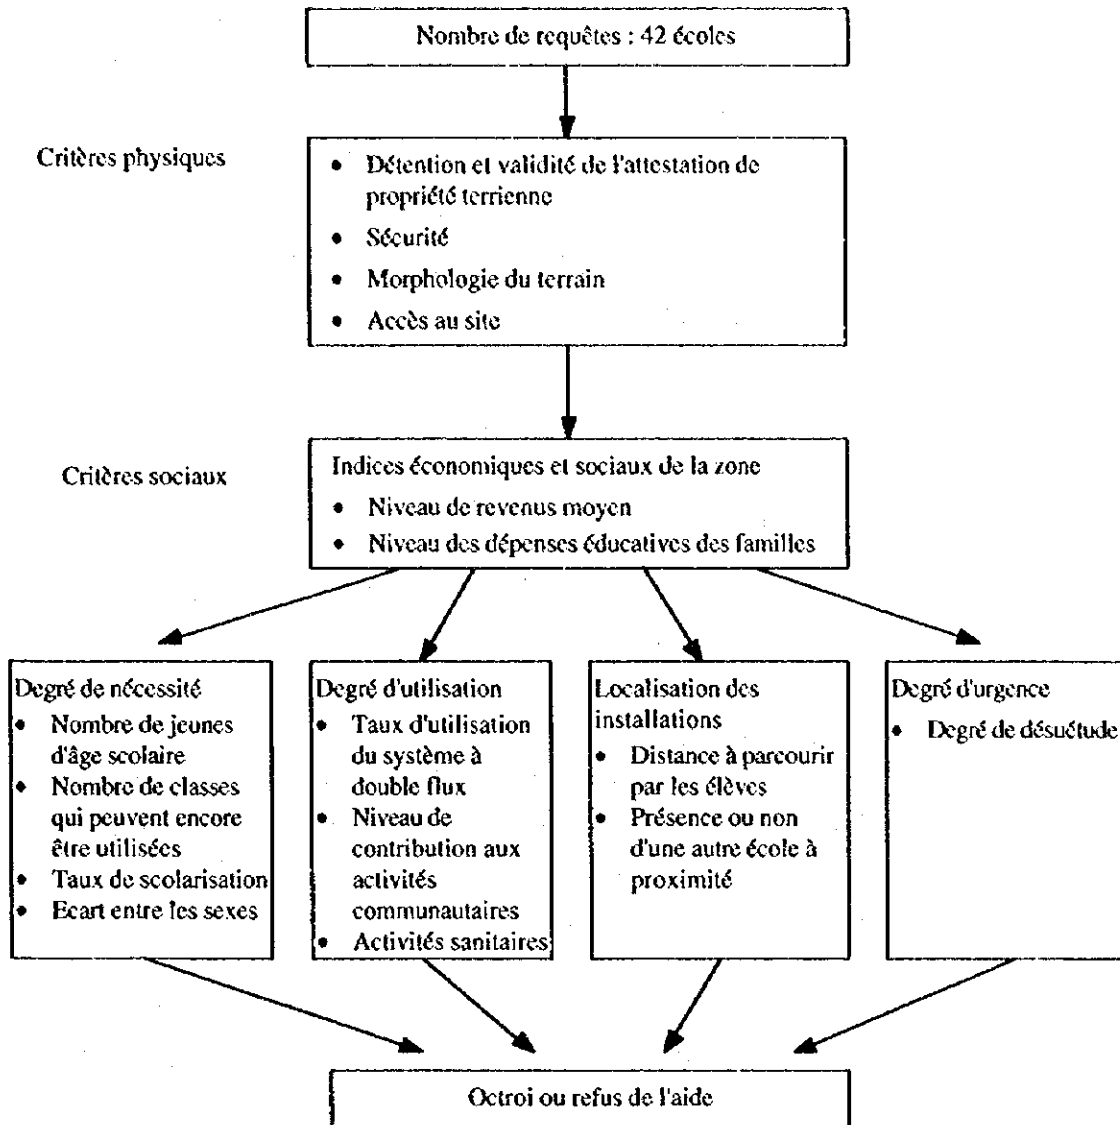 Nombre de requêtes : 42 écoles
Critères physiques
• Détention et validité de l'attestation de
propriété terrienne
• Sécurité
• Morphologie du terrain
• Accès au site
Critères sociaux
Indices économiques et sociaux de la zone
• Niveau de revenus moyen
• Niveau des dépenses éducatives des familles
Degré de nécessité
• Nombre de jeunes
d'âge scolaire
• Nombre de classes
qui peuvent encore
être utilisées
• Taux de scolarisation
• Ecart entre les sexes
Degré d'utilisation
• Taux d'utilisation
du système à
double flux
• Niveau de
contribution aux
activités
communautaires
• Activités sanitaires
Localisation des
installations
• Distance à parcourir
par les élèves
• Présence ou non
d'une autre école à
proximité
Degré d'urgence
• Degré de désuétude
Octroi ou refus de l'aide